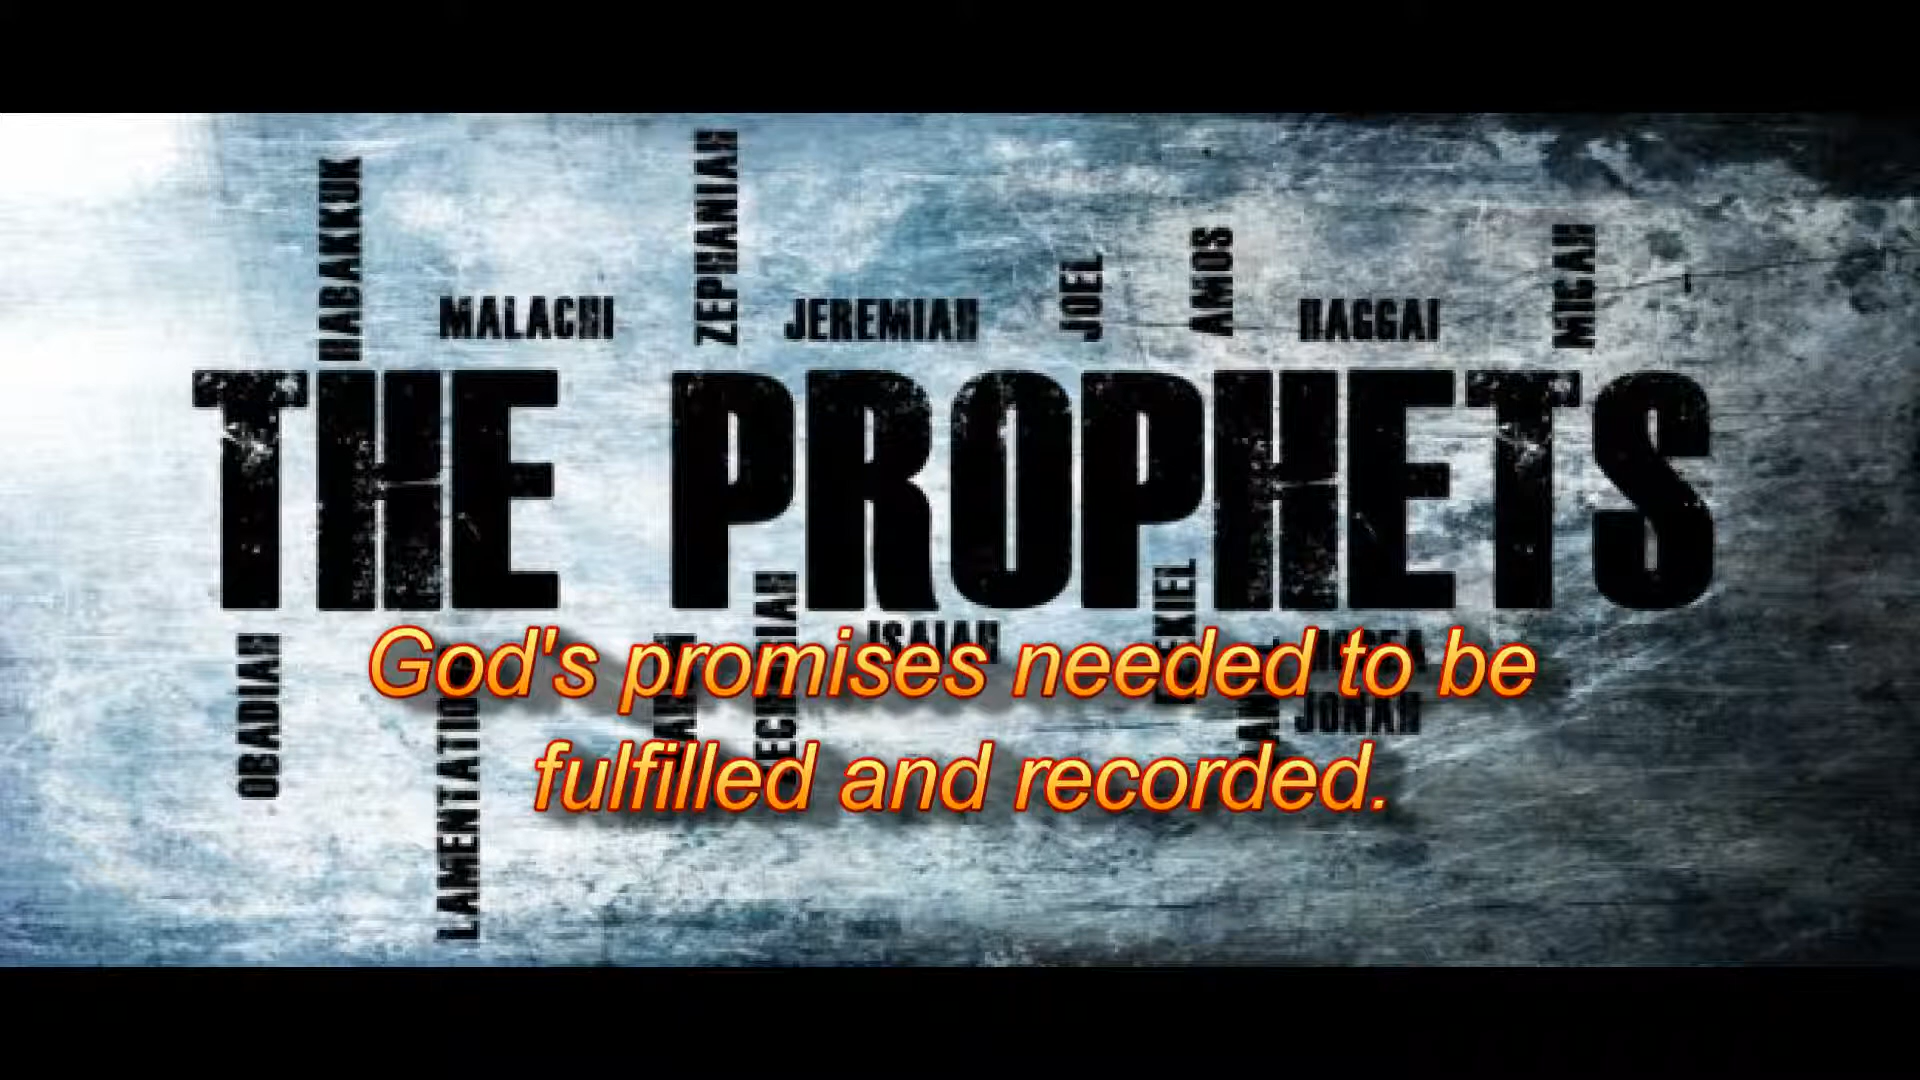 HABAKKUK
MALACHI
ZEPHANIAH
JEREMIAH
JOEL
AMOS
HAGGAI
MICAH
THE PROPHETS
OBADIAH
ISAIAH
JONAH
God's promises needed to be
fulfilled and recorded.